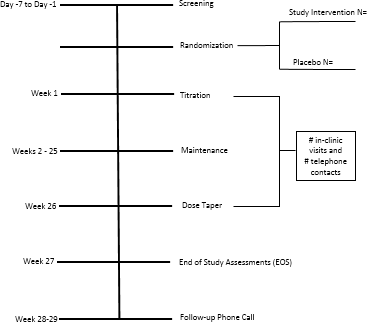 Day -7 to Day -1
Screening
Study Intervention N=
Randomization
Placebo N=
Week 1
Titration
Weeks 2 - 25
Maintenance
# in-clinic
visits and
# telephone
contacts
Week 26
Dose Taper
Week 27
End of Study Assessments (EOS)
Week 28-29
Follow-up Phone Call